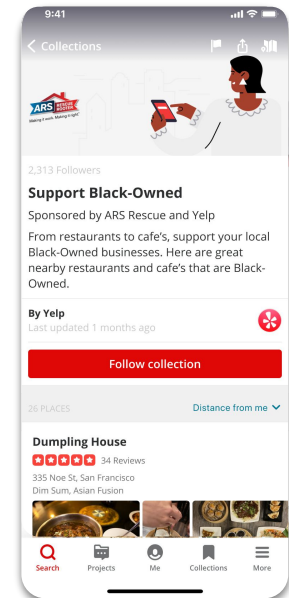 9:41
Collections
ARS RESCUE ROOTER
Making it work. Making it right.®
2,313 Followers
Support Black-Owned
Sponsored by ARS Rescue and Yelp
From restaurants to cafe's, support your local
Black-Owned businesses. Here are great
nearby restaurants and cafe's that are Black-
Owned.
By Yelp
Last updated 1 months ago
Follow collection
26 PLACES
Distance from me
Dumpling House
34 Reviews
335 Noe St, San Francisco
Dim Sum, Asian Fusion
Search Projects Me Collections More